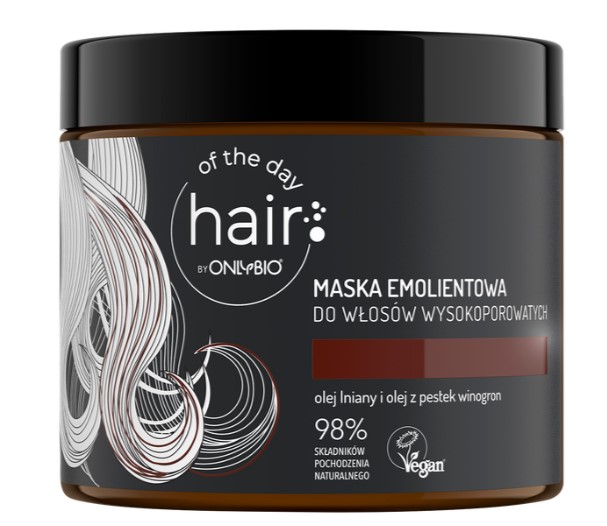 of the day
hair
BY ONLYBIO®
MASKA EMOLIENTOWA
DO WŁOSÓW WYSOKOPOROWATYCH
olej lniany i olej z pestek winogron
98%
SKŁADNIKÓW
POCHODZENIA
NATURALNEGO
Vegan